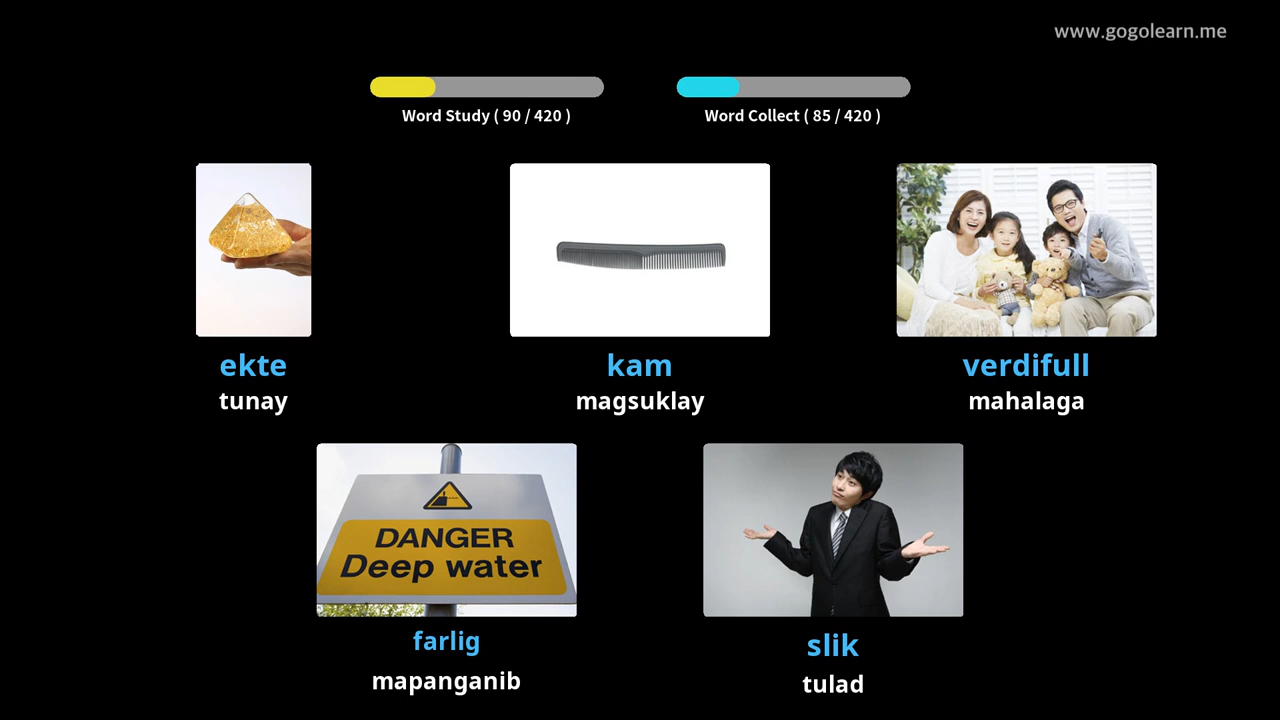 www.gogolearn.me
Word Study ( 90 / 420 )
Word Collect ( 85 / 420 )
ekte
tunay
kam
magsuklay
verdifull
mahalaga
DANGER
Deep water
farlig
mapanganib
slik
tulad